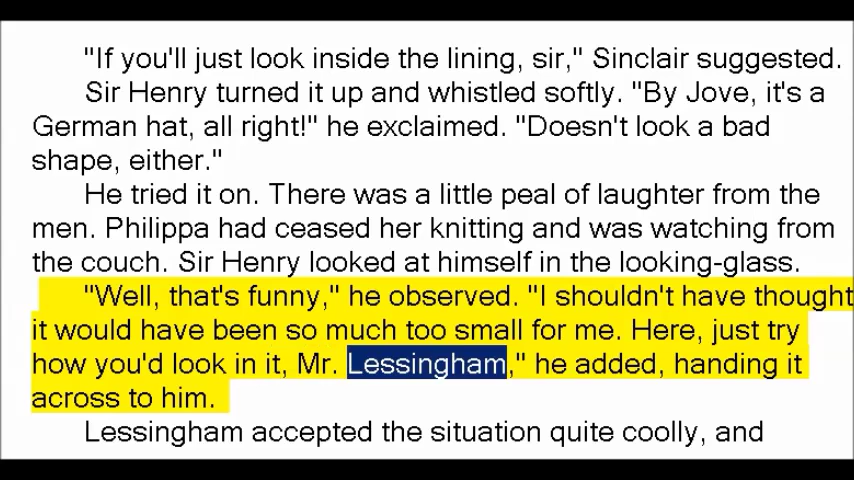 "If you'll just look inside the lining, sir," Sinclair suggested.
Sir Henry turned it up and whistled softly. "By Jove, it's a
German hat, all right!" he exclaimed. "Doesn't look a bad
shape, either."
He tried it on. There was a little peal of laughter from the
men. Philippa had ceased her knitting and was watching from
the couch. Sir Henry looked at himself in the looking-glass.
"Well, that's funny," he observed. "I shouldn't have thought
it would have been so much too small for me. Here, just try
how you'd look in it, Mr. Lessingham," he added, handing it
across to him.
Lessingham accepted the situation quite coolly, and